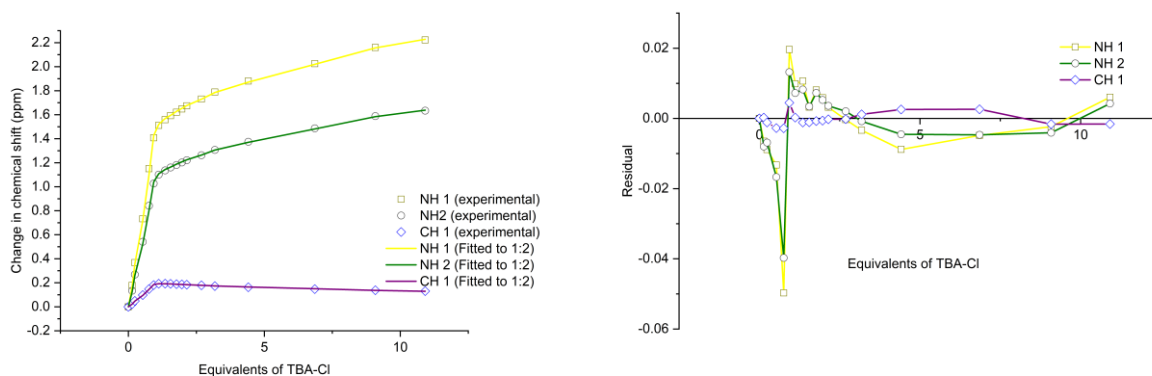 2.2
2.0
1.8
1.6
1.4
1.2
1.0
0.8
0.6
0.4
0.2
0.0
-0.2
Change in chemical shift (ppm)
0 5 10
Equivalents of TBA-Cl
NH 1 (experimental)
NH2 (experimental)
CH 1 (experimental)
NH 1 (Fitted to 1:2)
NH 2 (Fitted to 1:2)
CH 1 (Fitted to 1:2)
0.02
0.00
-0.02
-0.04
-0.06
Residual
0 5 10
Equivalents of TBA-Cl
NH 1
NH 2
CH 1